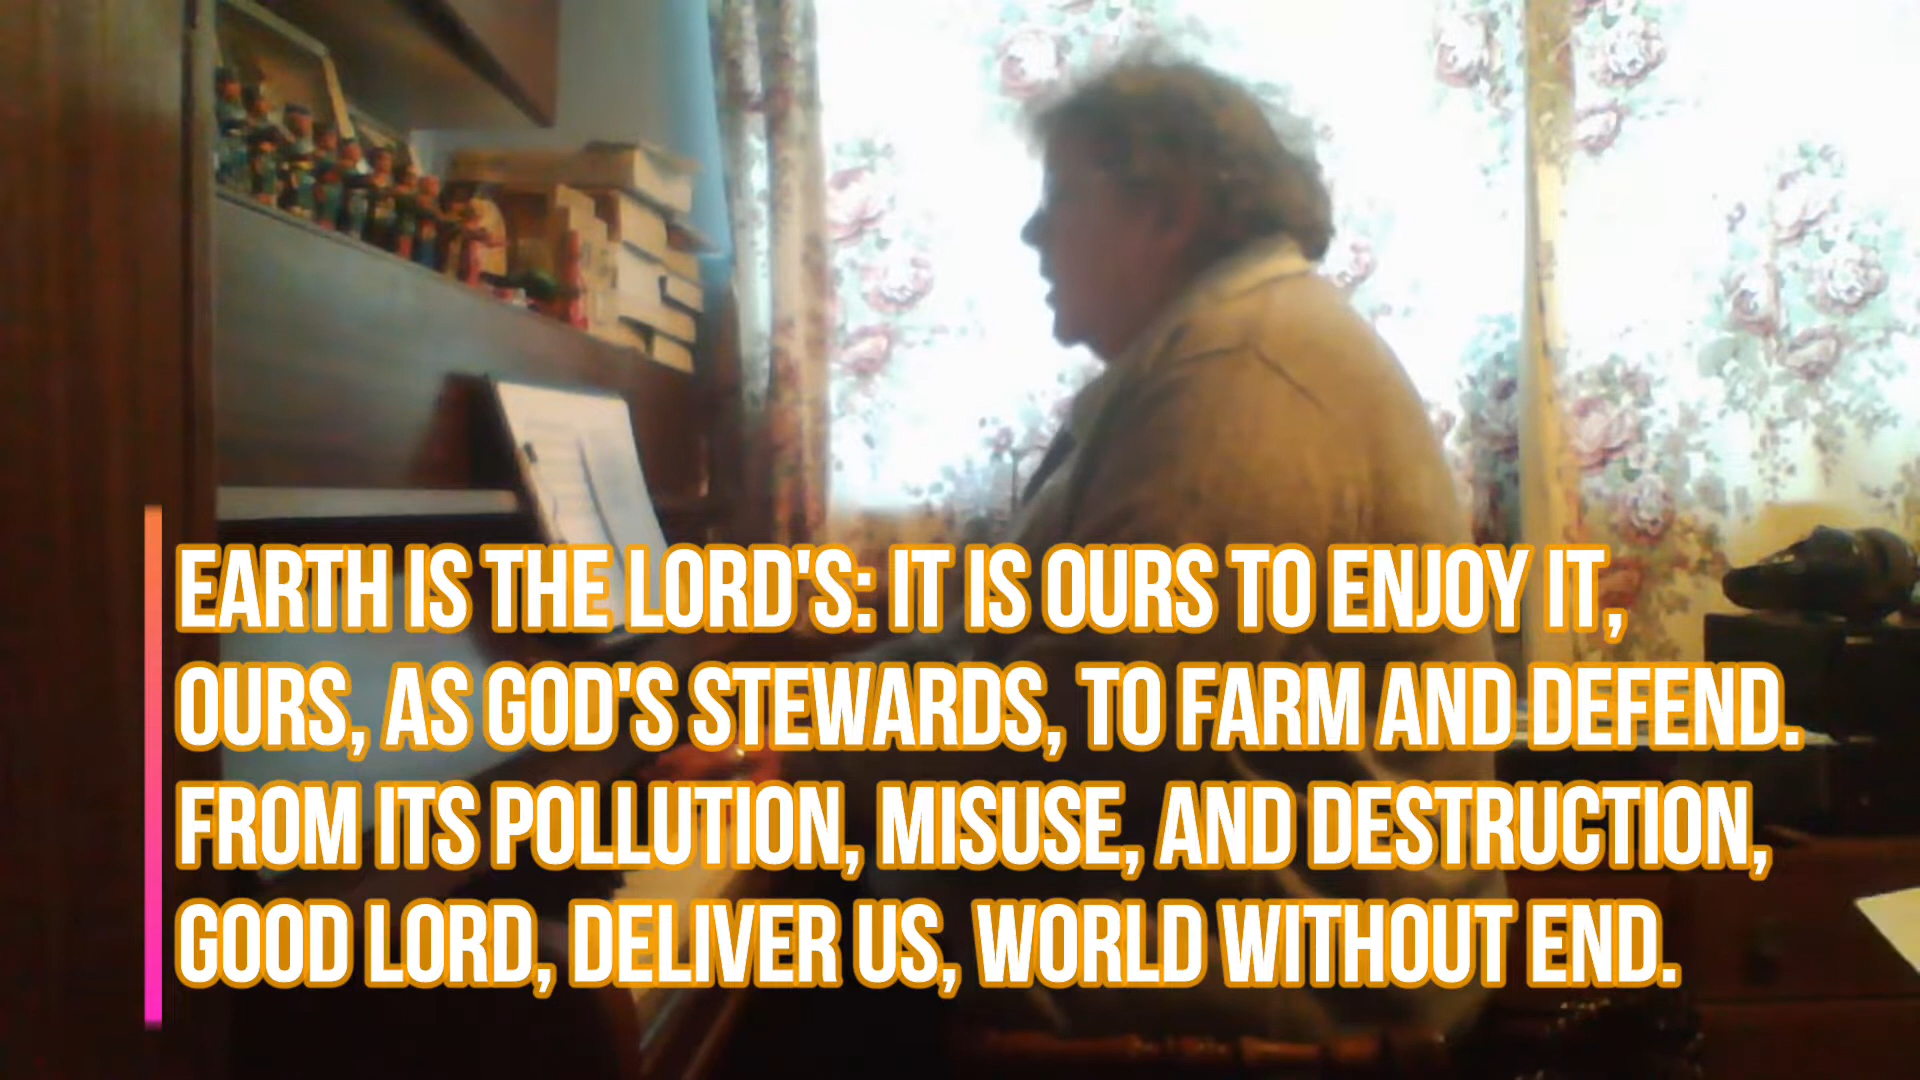 EARTH IS THE LORD'S: IT IS OURS TO ENJOY IT,
OURS, AS GOD'S STEWARDS, TO FARM AND DEFEND.
FROM ITS POLLUTION, MISUSE, AND DESTRUCTION,
GOOD LORD, DELIVER US, WORLD WITHOUT END.